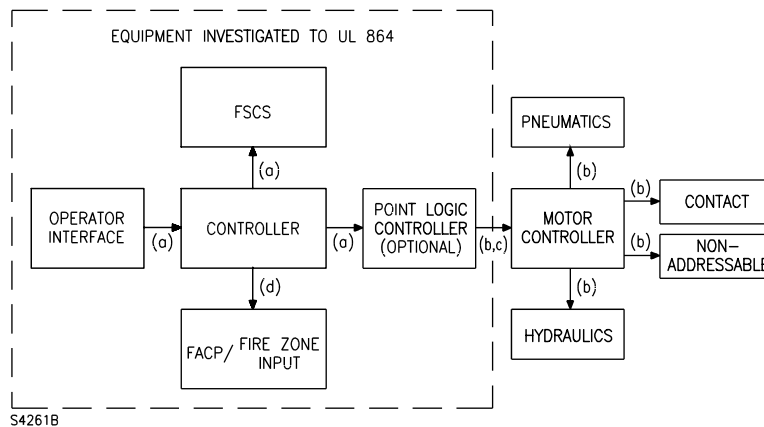 EQUIPMENT INVESTIGATED TO UL 864
FSCS
(a)
OPERATOR
INTERFACE
(a)
CONTROLLER
(a)
POINT LOGIC
CONTROLLER
(OPTIONAL)
(b,c)
(d)
FACP/ FIRE ZONE
INPUT
PNEUMATICS
(b)
MOTOR
CONTROLLER
(b)
CONTACT
(b)
NON-
ADDRESSABLE
(b)
HYDRAULICS
S4261B